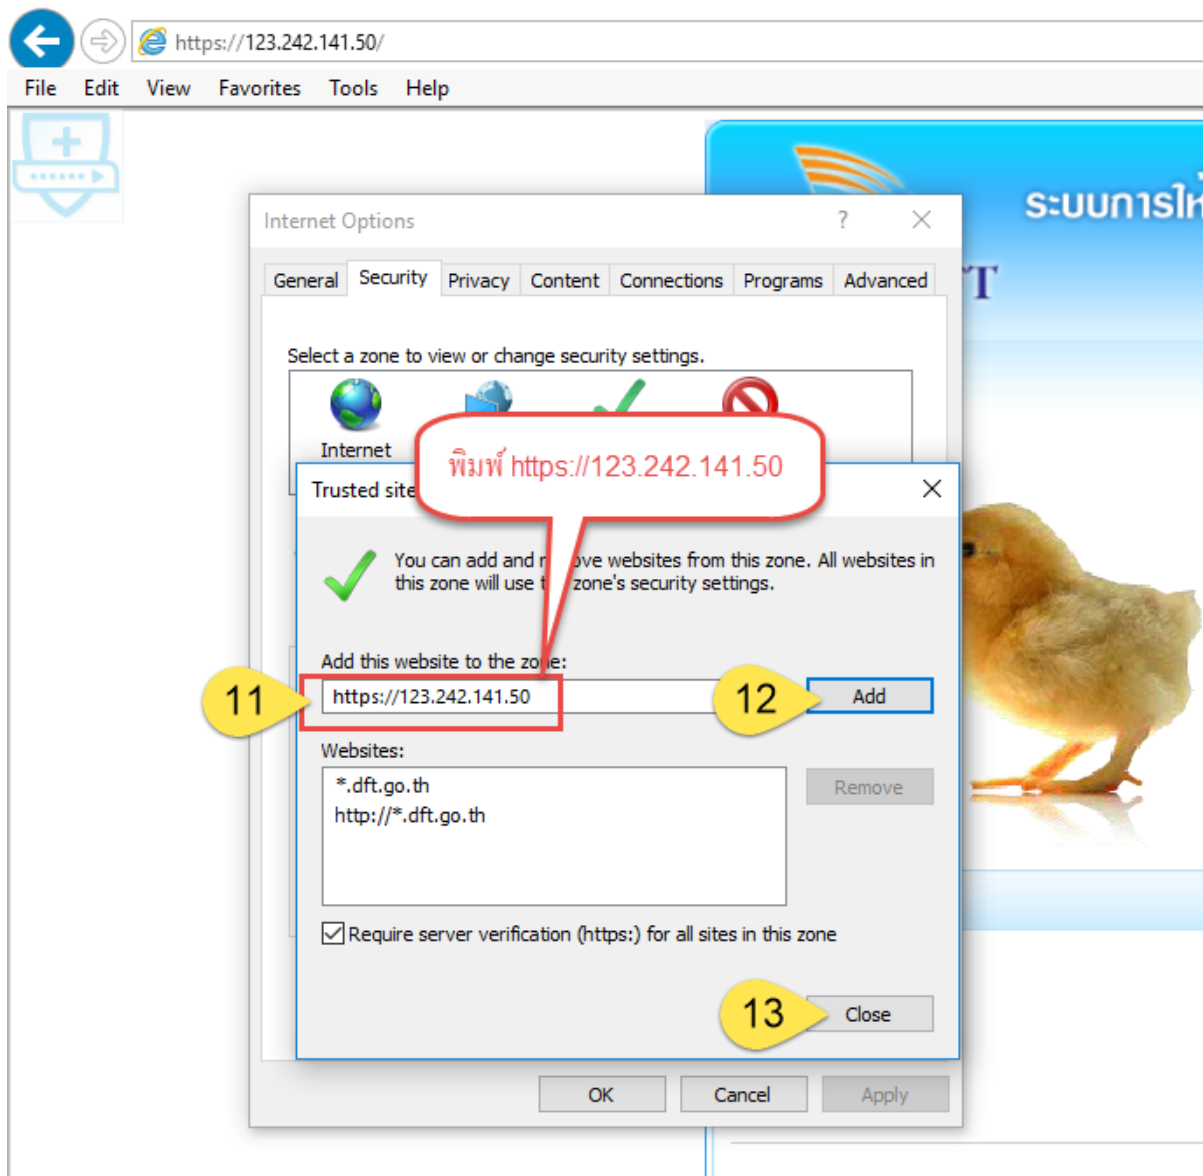 https://123.242.141.50/
File Edit View Favorites Tools Help
ระบบการให้
Internet Options
General Security Privacy Content Connections Programs Advanced
T
Select a zone to view or change security settings.
Internet
พิมพ์ https://123.242.141.50
Trusted site
You can add and move websites from this zone. All websites in
this zone will use zone's security settings.
Add this website to the zone:
11
https://123.242.141.50
12
Add
Websites:
*.dft.go.th
http://*.dft.go.th
Remove
Require server verification (https:) for all sites in this zone
13
Close
OK Cancel Apply